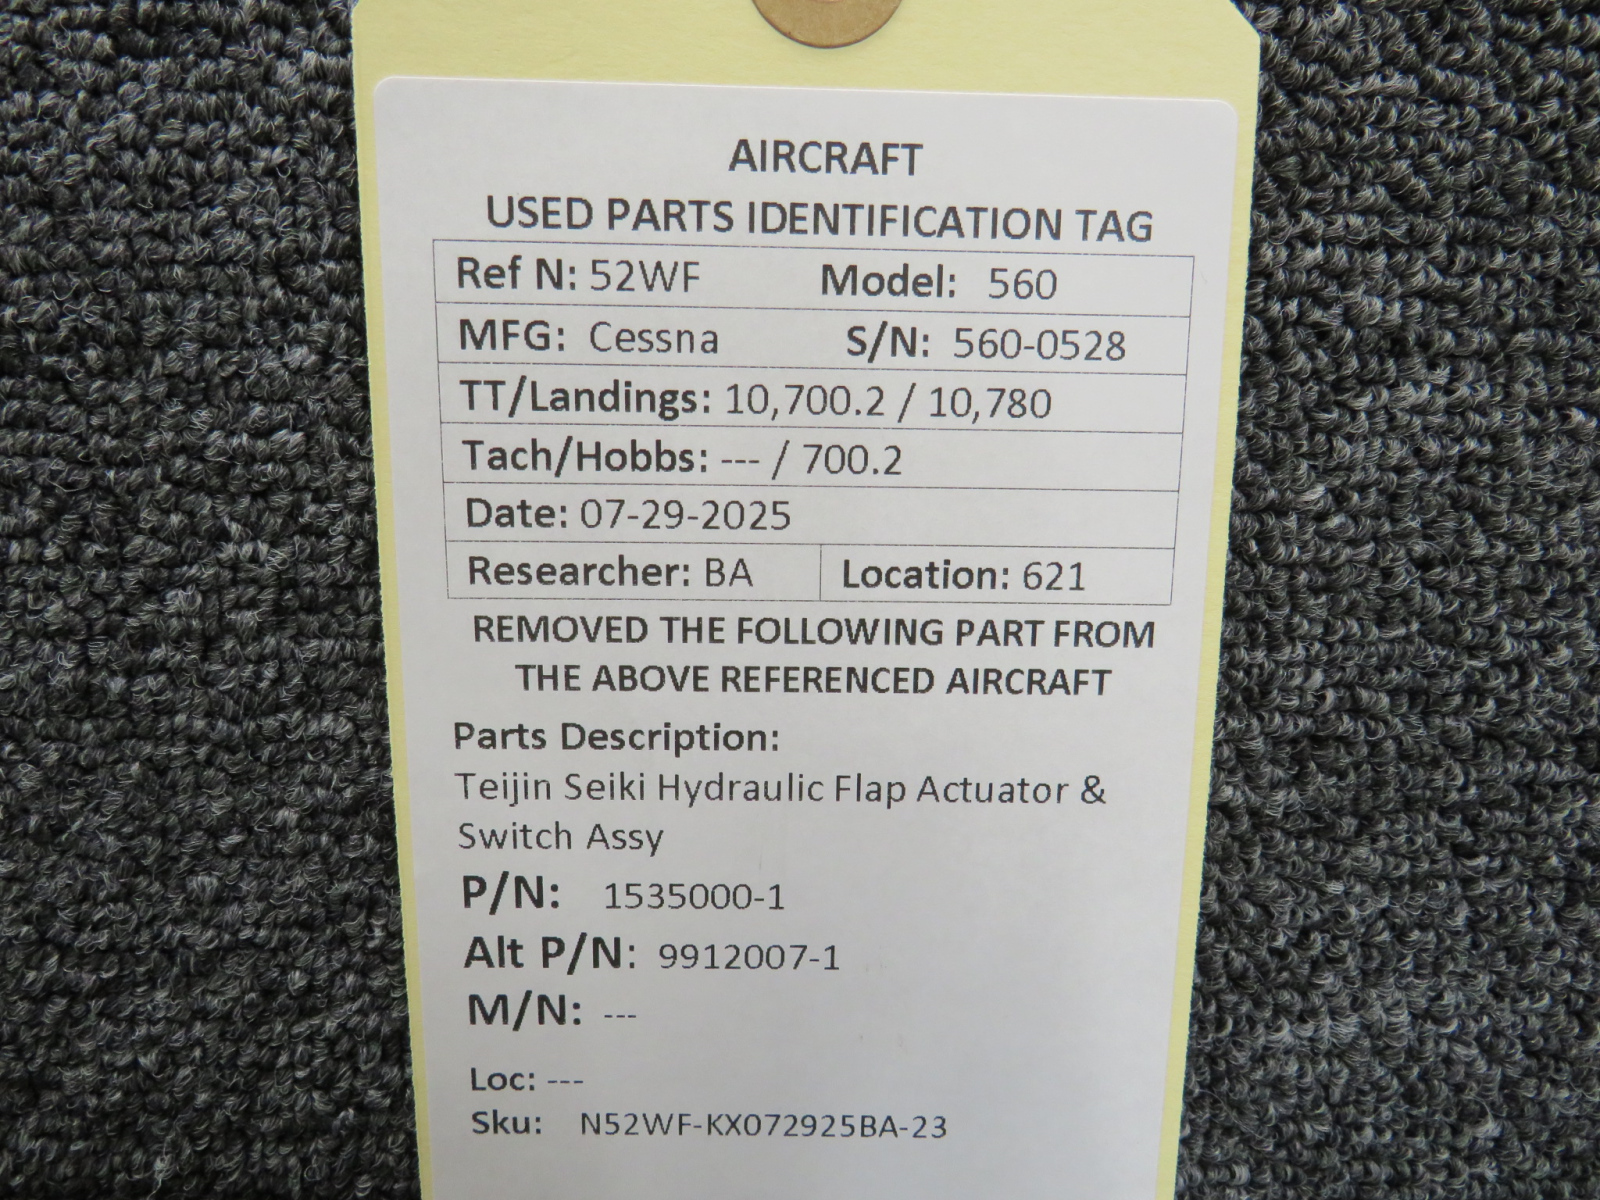 AIRCRAFT
USED PARTS IDENTIFICATION TAG
Ref N: 52WF Model: 560
MFG: Cessna S/N: 560-0528
TT/Landings: 10,700.2 / 10,780
Tach/Hobbs: --- / 700.2
Date: 07-29-2025
Researcher: BA Location: 621
REMOVED THE FOLLOWING PART FROM
THE ABOVE REFERENCED AIRCRAFT
Parts Description:
Teijin Seiki Hydraulic Flap Actuator &
Switch Assy
P/N: 1535000-1
Alt P/N: 9912007-1
M/N: ---
Loc: ---
Sku: N52WF-KX072925BA-23